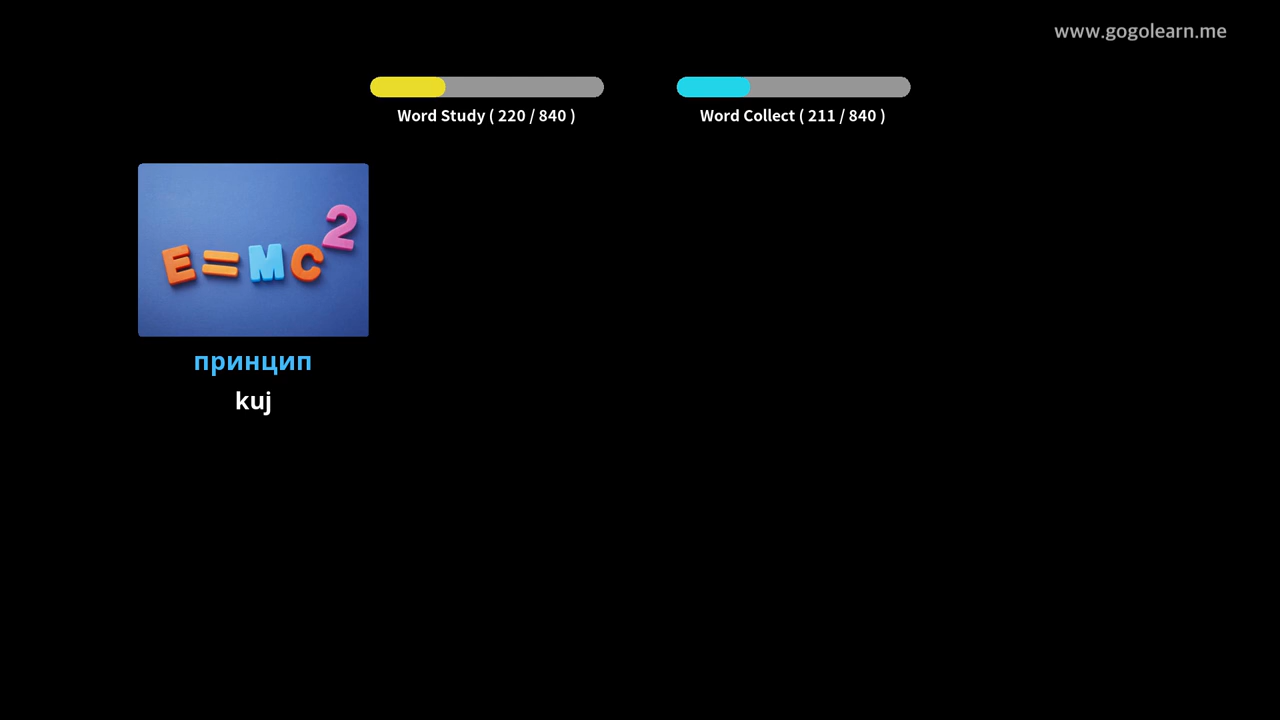 www.gogolearn.me
Word Study ( 220 / 840 )
Word Collect ( 211 / 840 )
E=MC2
принцип
kuj